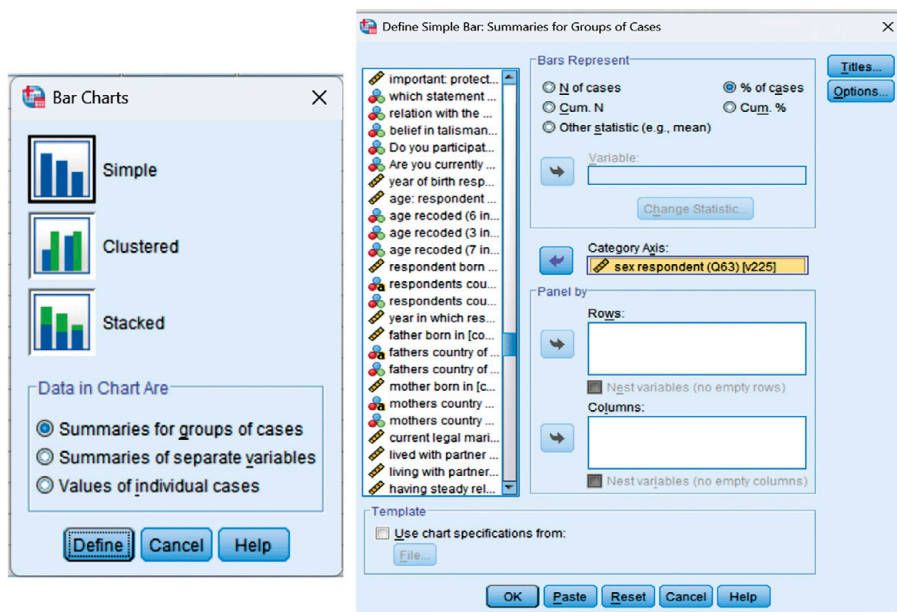 Bar Charts
Simple
Clustered
Stacked
Data in Chart Are
Summaries for groups of cases
Summaries of separate variables
Values of individual cases
Define Cancel Help
Define Simple Bar: Summaries for Groups of Cases
important: protect...
which statement ...
relation with the ...
belief in talisman...
Do you participat...
Are you currently ...
year of birth resp...
age: respondent ...
age recoded (6 in...
age recoded (3 in...
age recoded (7 in...
respondent born ...
respondents cou...
respondents cou...
year in which res...
father born in [co...
fathers country of ...
fathers country of ...
mother born in [c...
mothers country ...
mothers country ...
current legal mari...
lived with partner ...
living with partner...
having steady rel...
Bars Represent
N of cases % of cases
Cum. N Cum. %
Other statistic (e.g., mean)
Variable:
Change Statistic...
Category Axis:
sex respondent (Q63) [v225]
Panel by
Rows:
Nest variables (no empty rows)
Columns:
Nest variables (no empty columns)
Titles...
Options...
Template
Use chart specifications from:
File...
OK Paste Reset Cancel Help